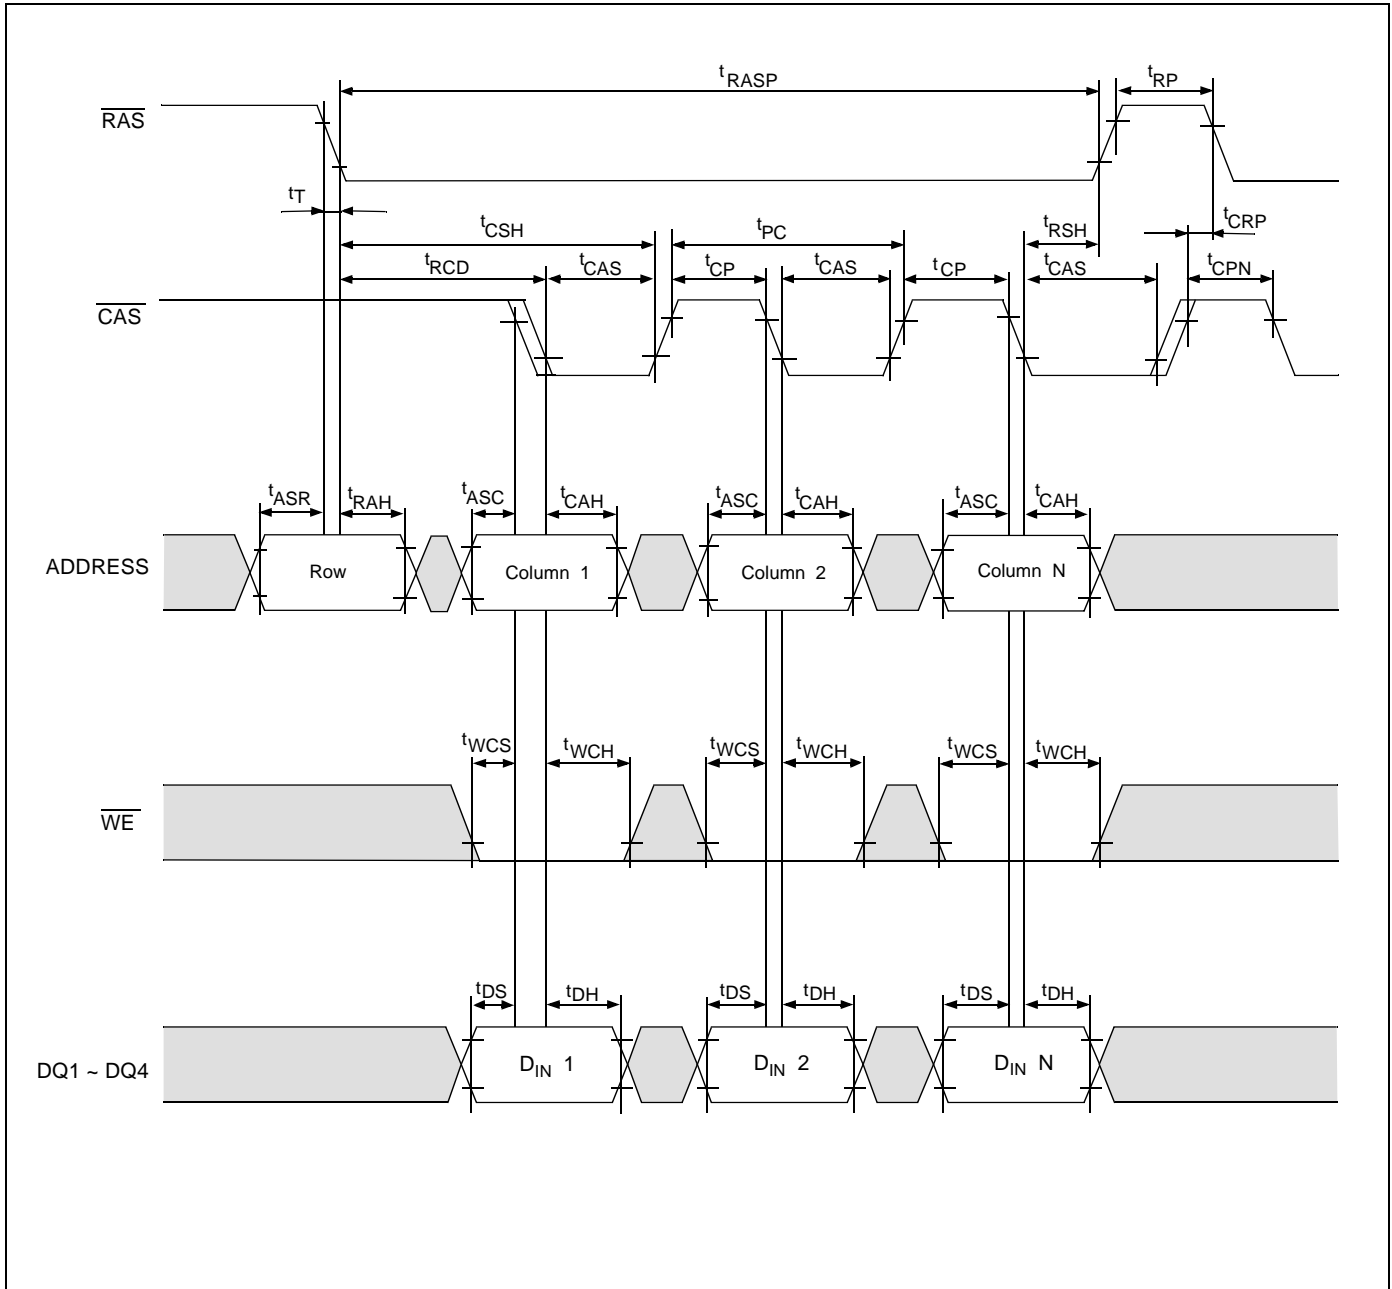 tRASP tRP
RAS
tT tCSH tPC tRSH tCRP
tRCD tCAS tCP tCAS tCP tCAS tCPN
CAS
tASR tRAH tASC tCAH tASC tCAH tASC tCAH
ADDRESS Row Column 1 Column 2 Column N
tWCS tWCH tWCS tWCH tWCS tWCH
WE
tDS tDH tDS tDH tDS tDH
DQ1 ~ DQ4 DIN 1 DIN 2 DIN N